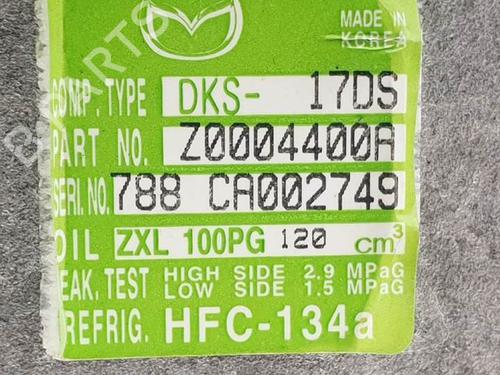 MADE IN
KOREA
COMP. TYPE DKS- 17DS
PART NO. Z0004400A
SERI. NO. 788 CA002749
OIL ZXL 100PG 120 cm³
LEAK. TEST HIGH SIDE 2.9 MPaG
LOW SIDE 1.5 MPaG
REFRIG. HFC-134a